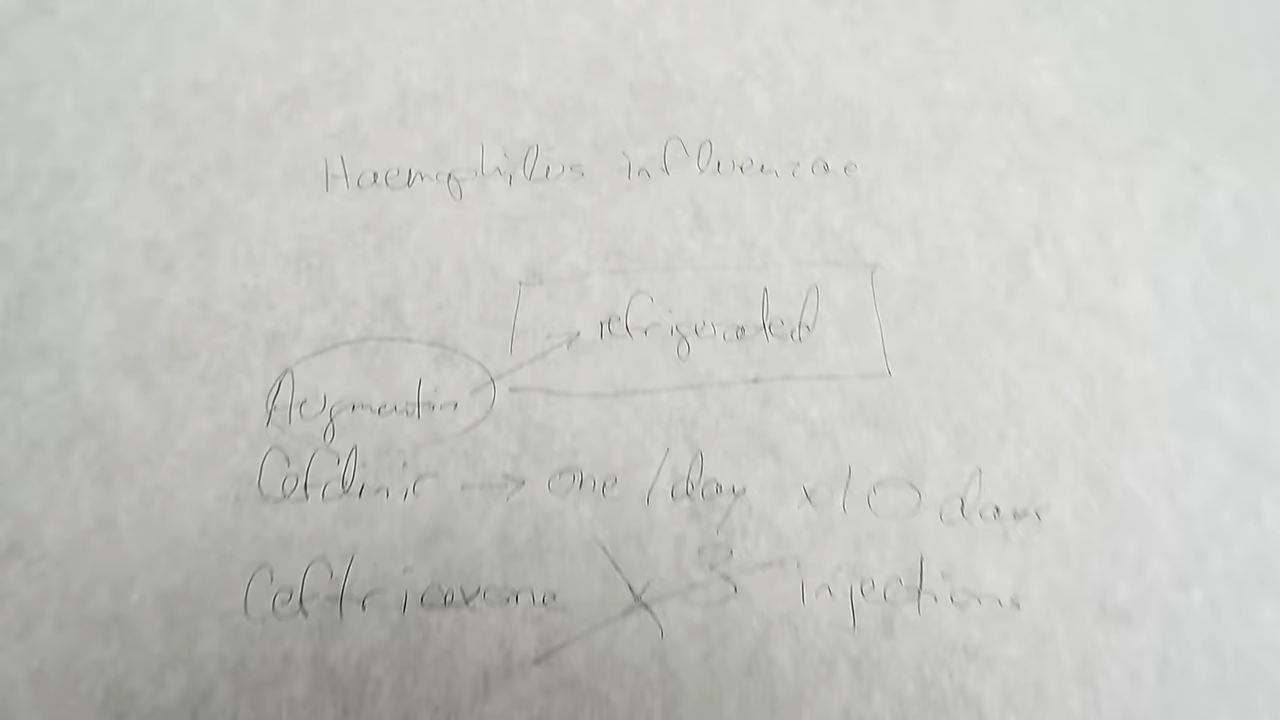 Haemophilus influenzae
refrigerated
Augmentin
Cefdinir → one/day x10 days
Ceftriaxone X 3 injections